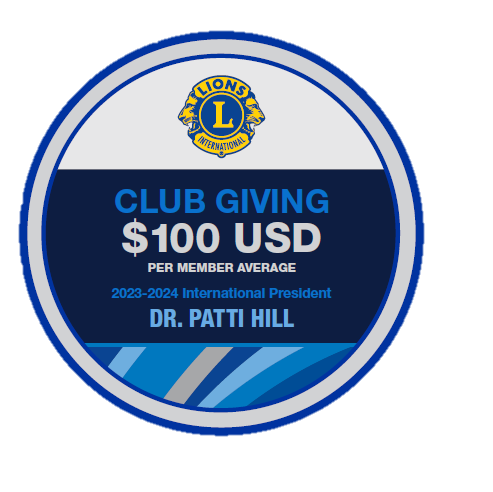 LIONS
L
INTERNATIONAL
CLUB GIVING
$100 USD
PER MEMBER AVERAGE
2023-2024 International President
DR. PATTI HILL